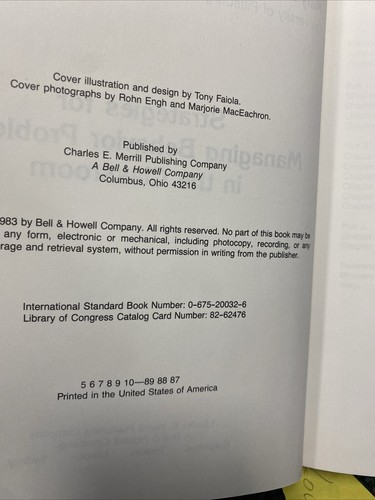 Cover illustration and design by Tony Faiola.
Cover photographs by Rohn Engh and Marjorie MacEachron.
Published by
Charles E. Merrill Publishing Company
A Bell & Howell Company
Columbus, Ohio 43216
983 by Bell & Howell Company. All rights reserved. No part of this book may be
any form, electronic or mechanical, including photocopy, recording, or any
rage and retrieval system, without permission in writing from the publisher.
International Standard Book Number: 0-675-20032-6
Library of Congress Catalog Card Number: 82-62476
5 6 7 8 9 10—89 88 87
Printed in the United States of America